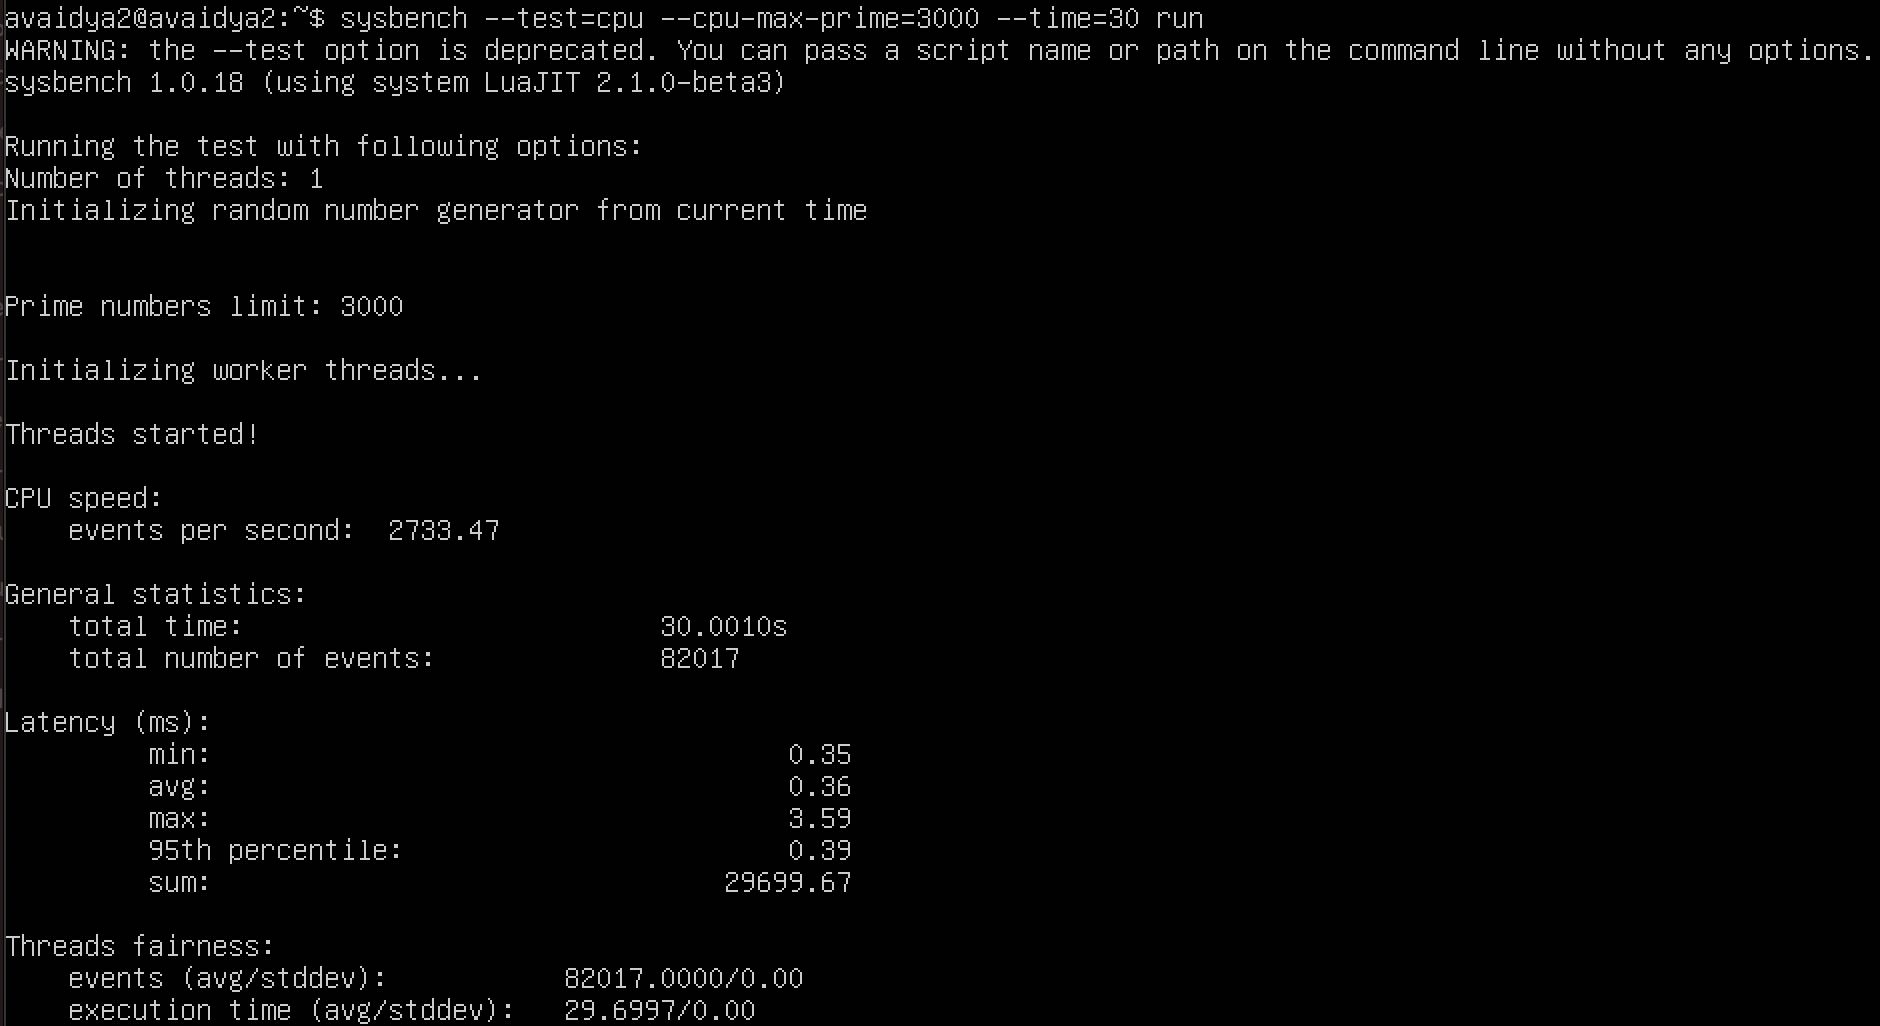 avaidya2@avaidya2:~$ sysbench --test=cpu --cpu-max-prime=3000 --time=30 run
WARNING: the --test option is deprecated. You can pass a script name or path on the command line without any options.
sysbench 1.0.18 (using system LuaJIT 2.1.0-beta3)
Running the test with following options:
Number of threads: 1
Initializing random number generator from current time
Prime numbers limit: 3000
Initializing worker threads...
Threads started!
CPU speed:
events per second: 2733.47
General statistics:
total time: 30.0010s
total number of events: 82017
Latency (ms):
min: 0.35
avg: 0.36
max: 3.59
95th percentile: 0.39
sum: 29699.67
Threads fairness:
events (avg/stddev): 82017.0000/0.00
execution time (avg/stddev): 29.6997/0.00